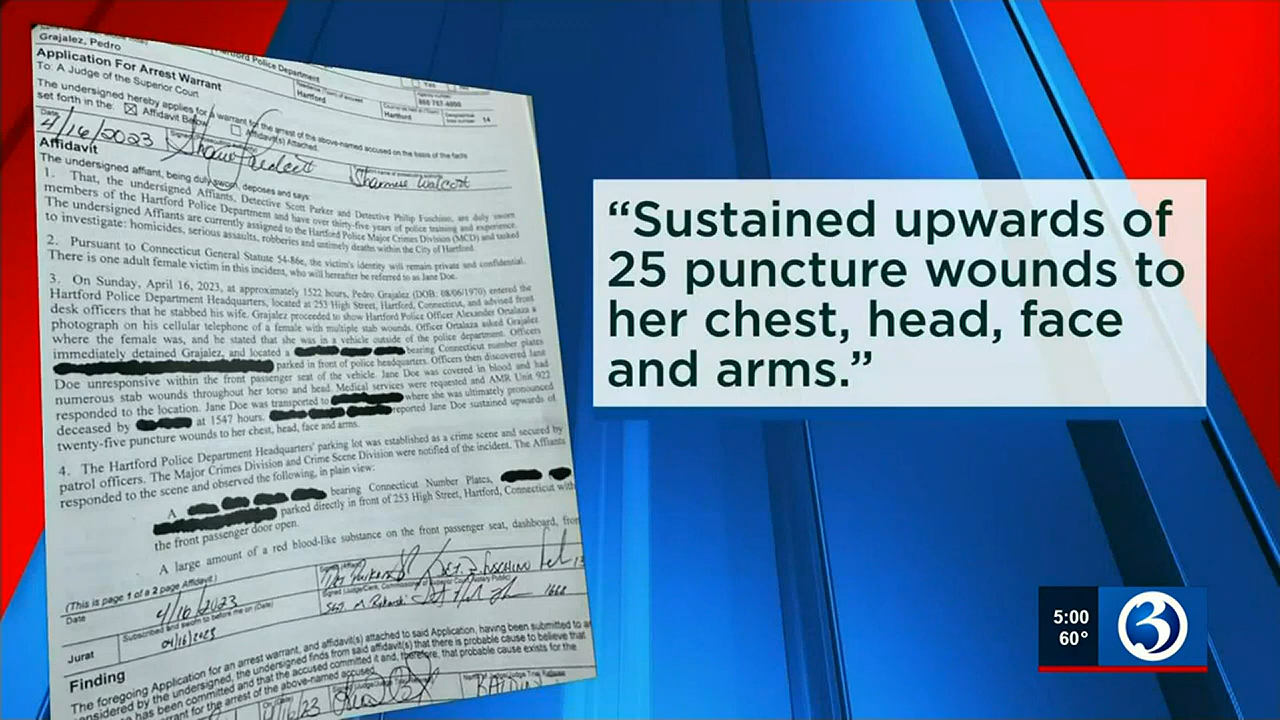 Grajalez, Pedro
Hartford Police Department
Application For Arrest Warrant
To: A Judge of the Superior Court
Hartford
860 757-4000
Hartford
14
The undersigned hereby applies for a warrant for the arrest of the above-named accused on the basis of the facts
set forth in the: ☒ Affidavit Below ☐ Affidavit(s) Attached.
Date
4/16/2023
Sharmese Walcott
Affidavit
The undersigned affiant, being duly sworn, deposes and says:
1. That, the undersigned Affiants, Detective Scott Parker and Detective Philip Fuschino, are duly sworn
members of the Hartford Police Department and have over thirty-five years of police training and experience.
The undersigned Affiants are currently assigned to the Hartford Police Major Crimes Division (MCD) and tasked
to investigate: homicides, serious assaults, robberies and untimely deaths within the City of Hartford.
2. Pursuant to Connecticut General Statute 54-86e, the victim's identity will remain private and confidential.
There is one adult female victim in this incident, who will hereafter be referred to as Jane Doe.
3. On Sunday, April 16, 2023, at approximately 1522 hours, Pedro Grajalez (DOB: 08/06/1970) entered the
Hartford Police Department Headquarters, located at 253 High Street, Hartford, Connecticut, and advised front
desk officers that he stabbed his wife. Grajalez proceeded to show Hartford Police Officer Alexander Ortalaza a
photograph on his cellular telephone of a female with multiple stab wounds. Officer Ortalaza asked Grajalez
where the female was, and he stated that she was in a vehicle outside of the police department. Officers
immediately detained Grajalez, and located a bearing Connecticut number plates
parked in front of police headquarters. Officers then discovered Jane
Doe unresponsive within the front passenger seat of the vehicle. Jane Doe was covered in blood and had
numerous stab wounds throughout her torso and head. Medical services were requested and AMR Unit 922
responded to the location. Jane Doe was transported to where she was ultimately pronounced
deceased by at 1547 hours. reported Jane Doe sustained upwards of
twenty-five puncture wounds to her chest, head, face and arms.
4. The Hartford Police Department Headquarters' parking lot was established as a crime scene and secured by
patrol officers. The Major Crimes Division and Crime Scene Division were notified of the incident. The Affiants
responded to the scene and observed the following, in plain view:
A bearing Connecticut Number Plates,
parked directly in front of 253 High Street, Hartford, Connecticut with
the front passenger door open.
A large amount of a red blood-like substance on the front passenger seat, dashboard, fron
(This is page 1 of a 2 page Affidavit.)
Date
4/16/2023
Jurat
Subscribed and sworn to before me on (Date)
04/16/2023
Finding
The foregoing Application for an arrest warrant, and affidavit(s) attached to said Application, having been submitted to an
considered by the undersigned, the undersigned finds from said affidavit(s) that there is probable cause to believe that
has been committed and that the accused committed it and, therefore, that probable cause exists for the
warrant for the arrest of the above-named accused.
“Sustained upwards of
25 puncture wounds to
her chest, head, face
and arms.”
5:00
60°
3